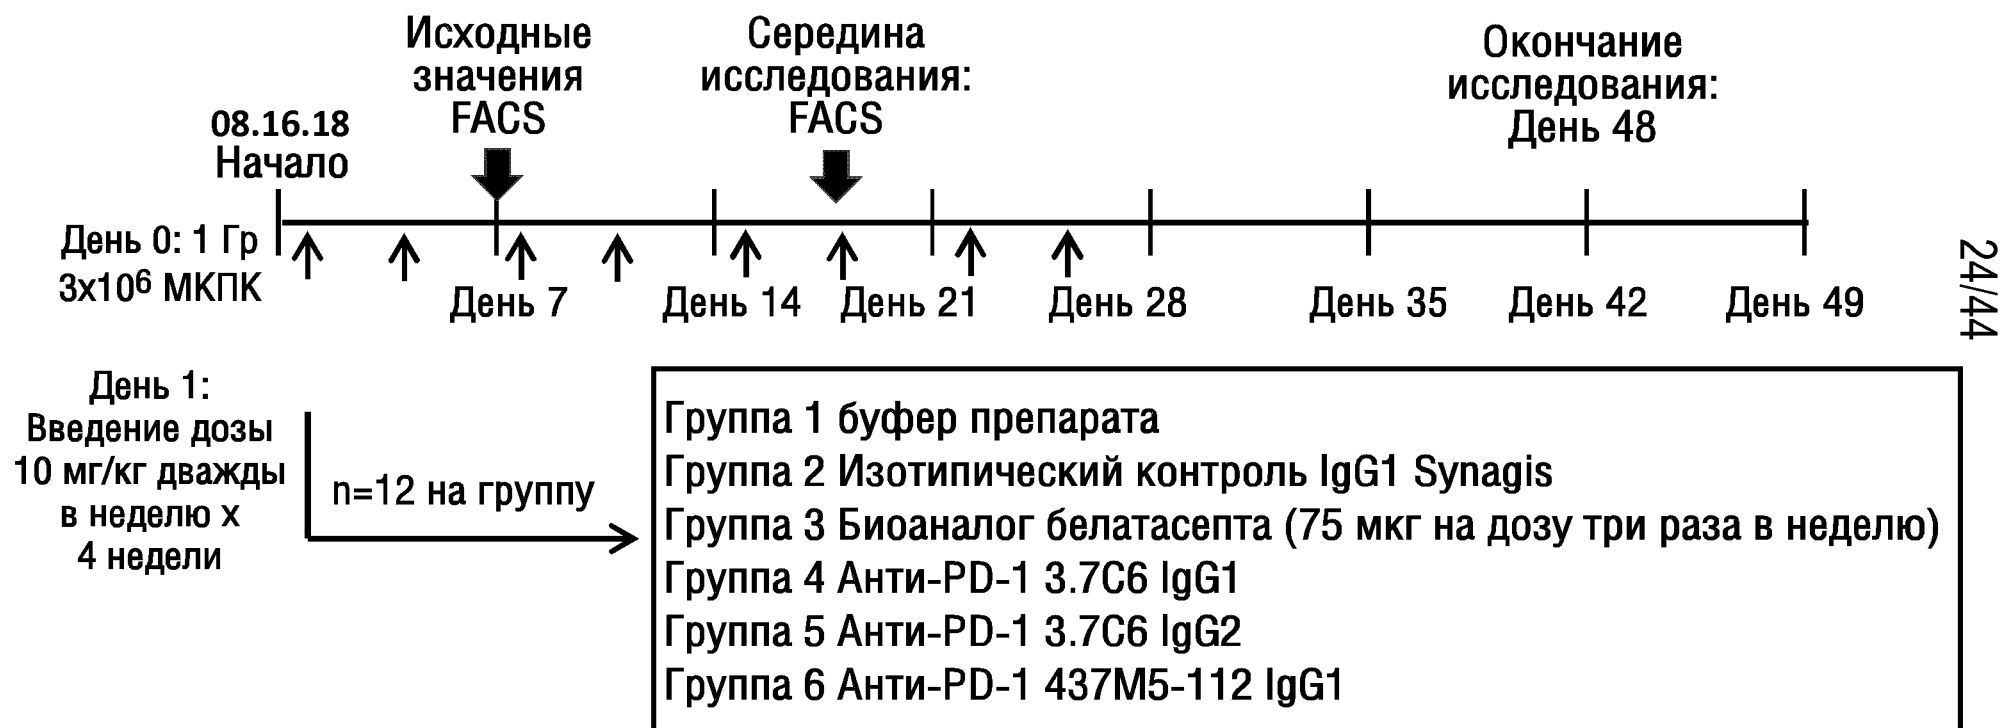 Исходные
значения
FACS
Середина
исследования:
FACS
Окончание
исследования:
День 48
08.16.18
Начало
День 0: 1 Гр
3x10⁶ МКПК
День 7
День 14
День 21
День 28
День 35
День 42
День 49
24/44
День 1:
Введение дозы
10 мг/кг дважды
в неделю x
4 недели
n=12 на группу
Группа 1 буфер препарата
Группа 2 Изотипический контроль IgG1 Synagis
Группа 3 Биоаналог белатасепта (75 мкг на дозу три раза в неделю)
Группа 4 Анти-PD-1 3.7C6 IgG1
Группа 5 Анти-PD-1 3.7C6 IgG2
Группа 6 Анти-PD-1 437M5-112 IgG1